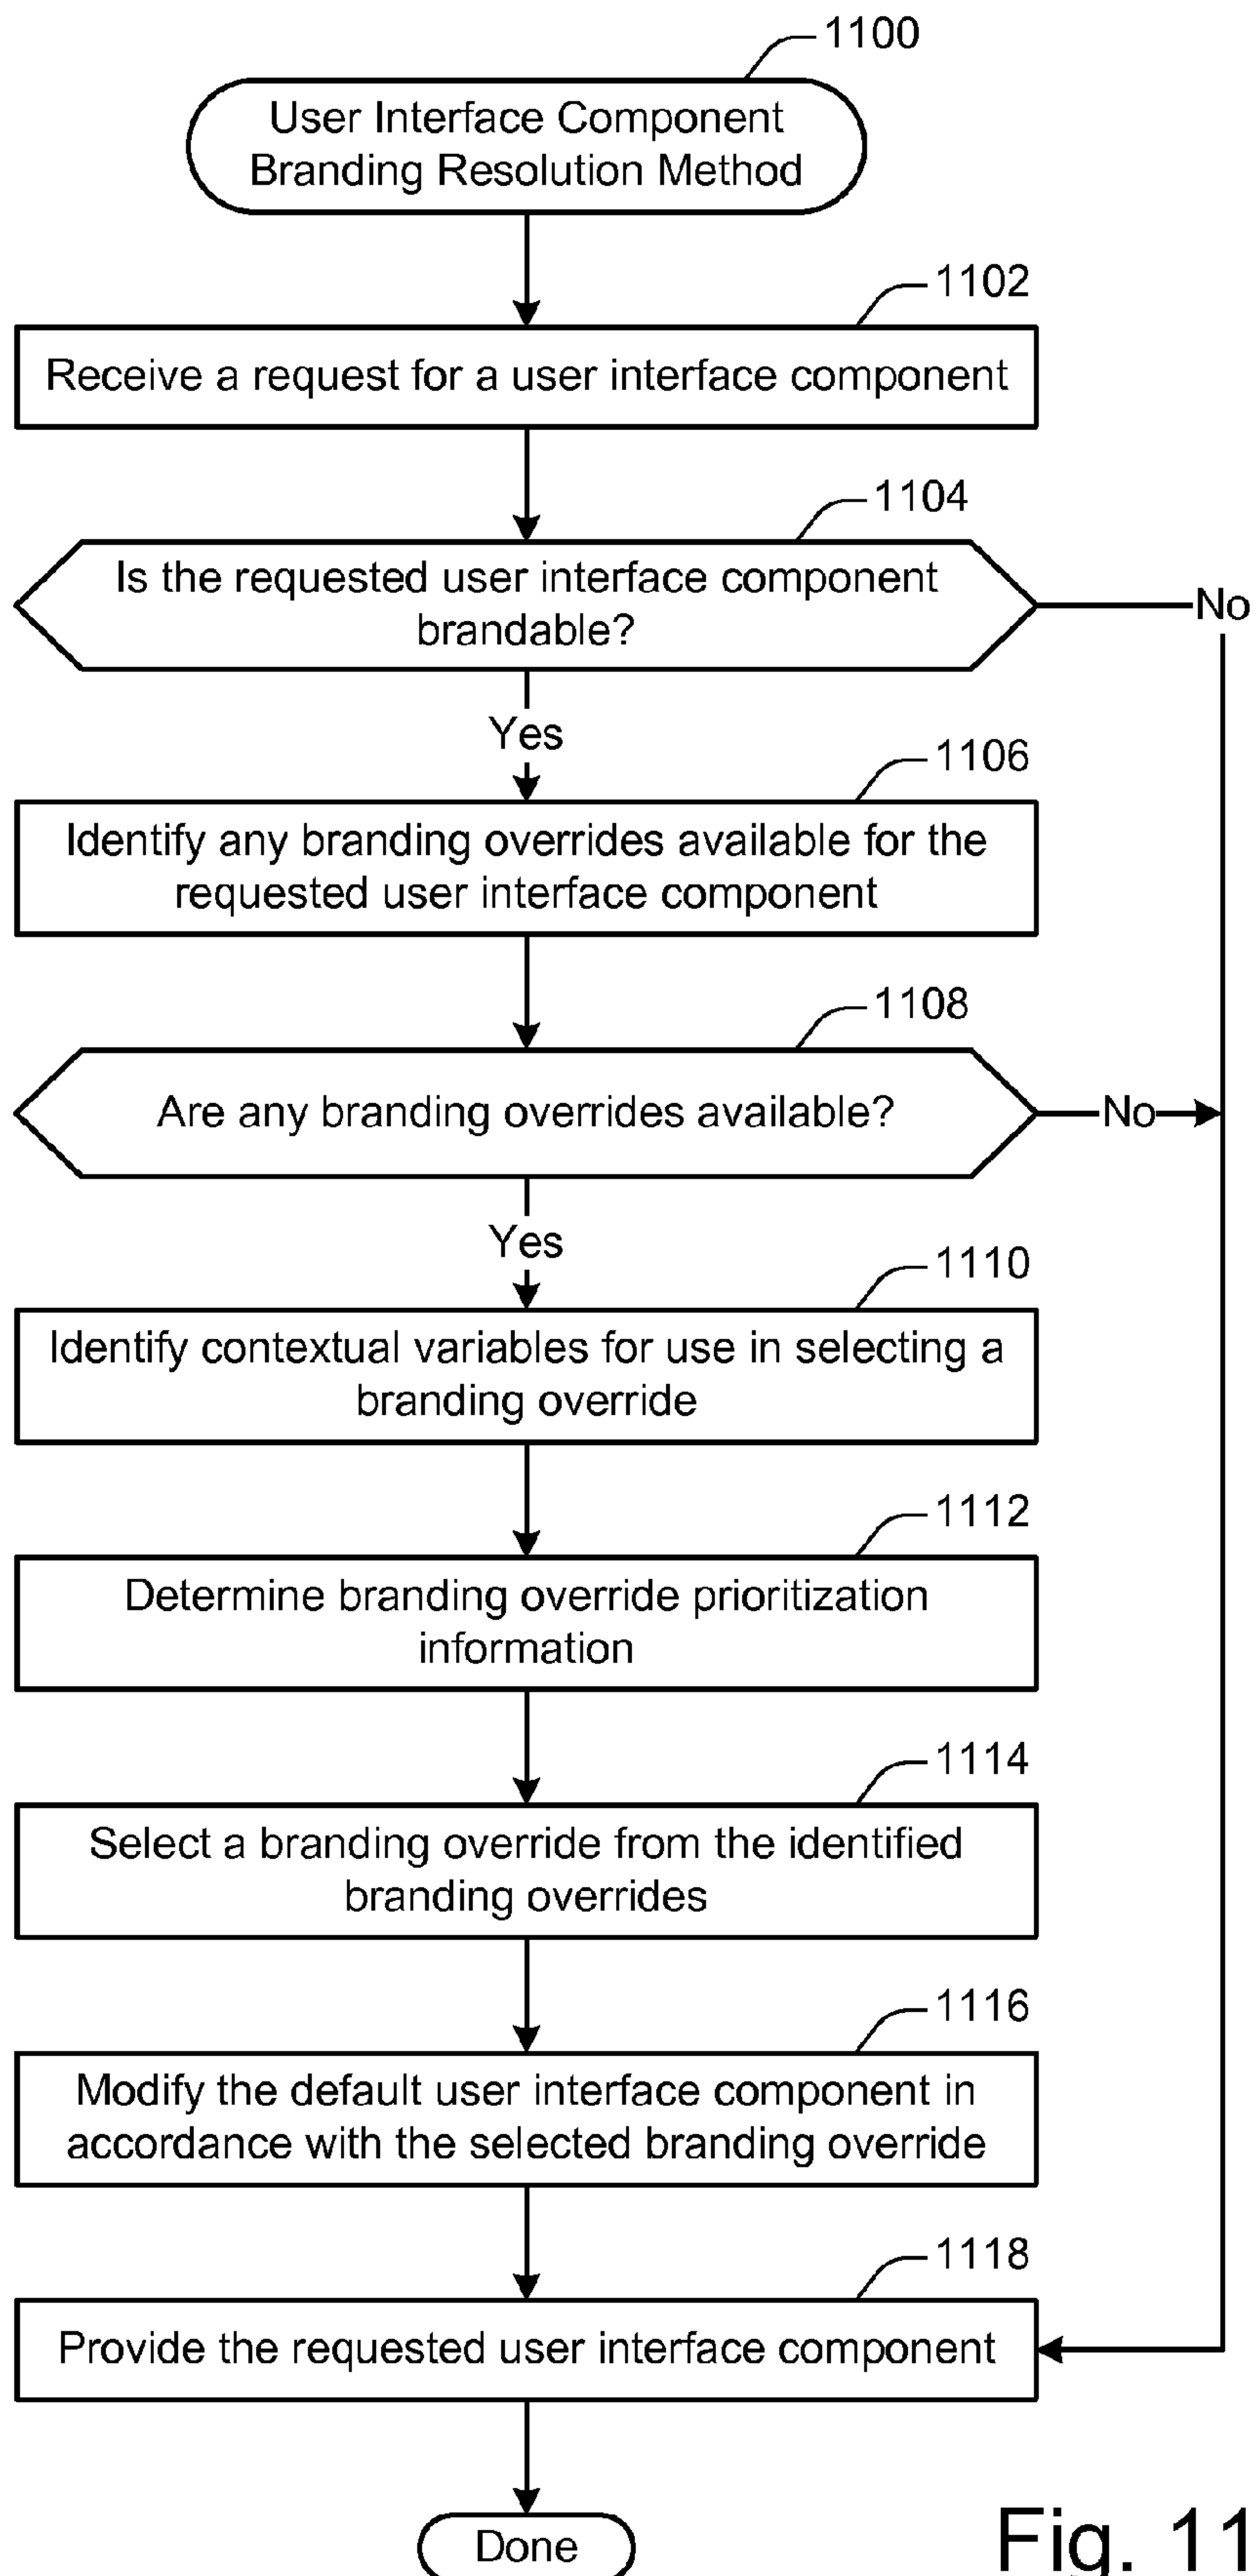 1100
User Interface Component
Branding Resolution Method
1102
Receive a request for a user interface component
1104
Is the requested user interface component
brandable?
No
Yes
1106
Identify any branding overrides available for the
requested user interface component
1108
Are any branding overrides available?
No
Yes
1110
Identify contextual variables for use in selecting a
branding override
1112
Determine branding override prioritization
information
1114
Select a branding override from the identified
branding overrides
1116
Modify the default user interface component in
accordance with the selected branding override
1118
Provide the requested user interface component
Done
Fig. 11